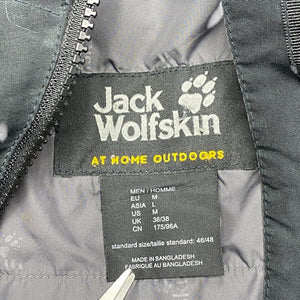 Jack
Wolfskin
AT HOME OUTDOORS
MEN / HOMME
EU M
ASIA L
US M
UK 36/38
CN 175/96A
standard size/taille standard: 46/48
MADE IN BANGLADESH
FABRIQUÉ AU BANGLADESH